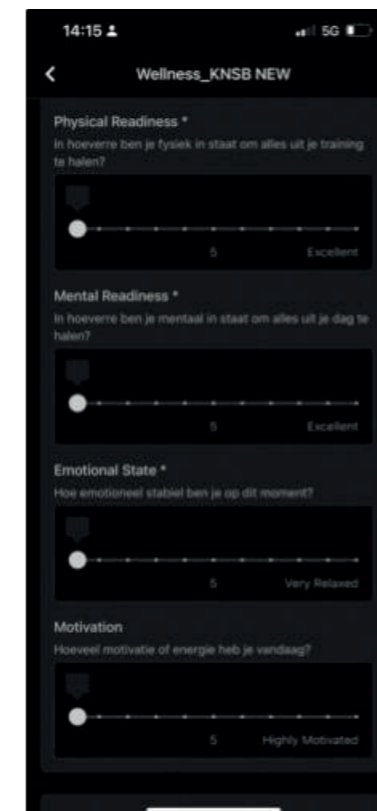 14:15
5G
Wellness_KNSB NEW
Physical Readiness *
In hoeverre ben je fysiek in staat om alles uit je training
te halen?
5 Excellent
Mental Readiness *
In hoeverre ben je mentaal in staat om alles uit je dag te
halen?
5 Excellent
Emotional State *
Hoe emotioneel stabiel ben je op dit moment?
5 Very Relaxed
Motivation
Hoeveel motivatie of energie heb je vandaag?
5 Highly Motivated